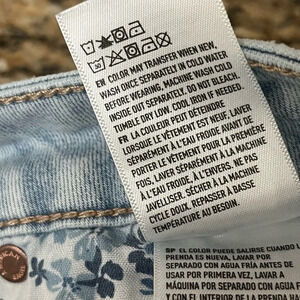 EN COLOR MAY TRANSFER WHEN NEW,
WASH ONCE SEPARATELY IN COLD WATER
BEFORE WEARING, MACHINE WASH COLD
INSIDE OUT SEPARATELY, DO NOT BLEACH,
TUMBLE DRY LOW, COOL IRON IF NEEDED
FR LA COULEUR PEUT DÉTEINDRE
LORSQUE LE VÊTEMENT EST NEUF, LAVER
SÉPARÉMENT À L'EAU FROIDE AVANT DE
PORTER LE VÊTEMENT POUR LA PREMIÈRE
FOIS, LAVER SÉPARÉMENT À LA MACHINE
À L'EAU FROIDE, À L'ENVERS, NE PAS
JAVELLISER, SÉCHER À LA MACHINE
CYCLE DOUX, REPASSER À BASSE
TEMPÉRATURE AU BESOIN
SP EL COLOR PUEDE SALIRSE CUANDO L
PRENDA ES NUEVA, LAVAR POR
SEPARADO CON AGUA FRÍA ANTES DE
USAR POR PRIMERA VEZ, LAVAR A
MÁQUINA POR SEPARADO CON AGUA FRÍA
Y CON EL INTERIOR DE LA PRENDA